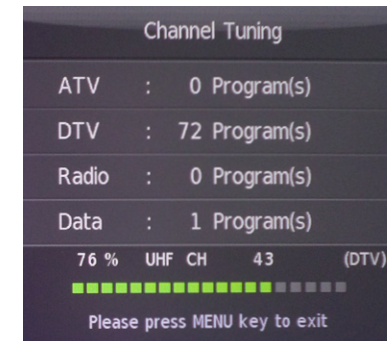 Channel Tuning
ATV : 0 Program(s)
DTV : 72 Program(s)
Radio : 0 Program(s)
Data : 1 Program(s)
76 % UHF CH 43 (DTV)
Please press MENU key to exit